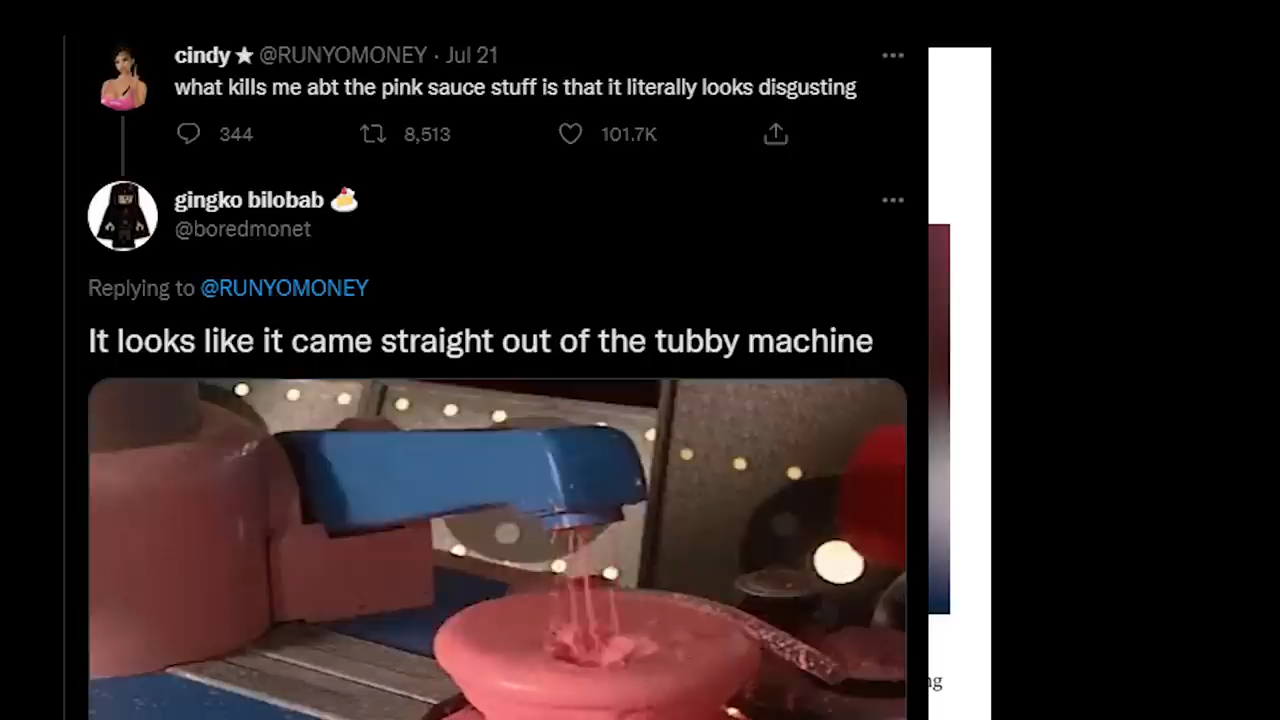 cindy ★ @RUNYOMONEY · Jul 21
what kills me abt the pink sauce stuff is that it literally looks disgusting
344 8,513 101.7K
gingko bilobab 🍰
@boredmonet
Replying to @RUNYOMONEY
It looks like it came straight out of the tubby machine